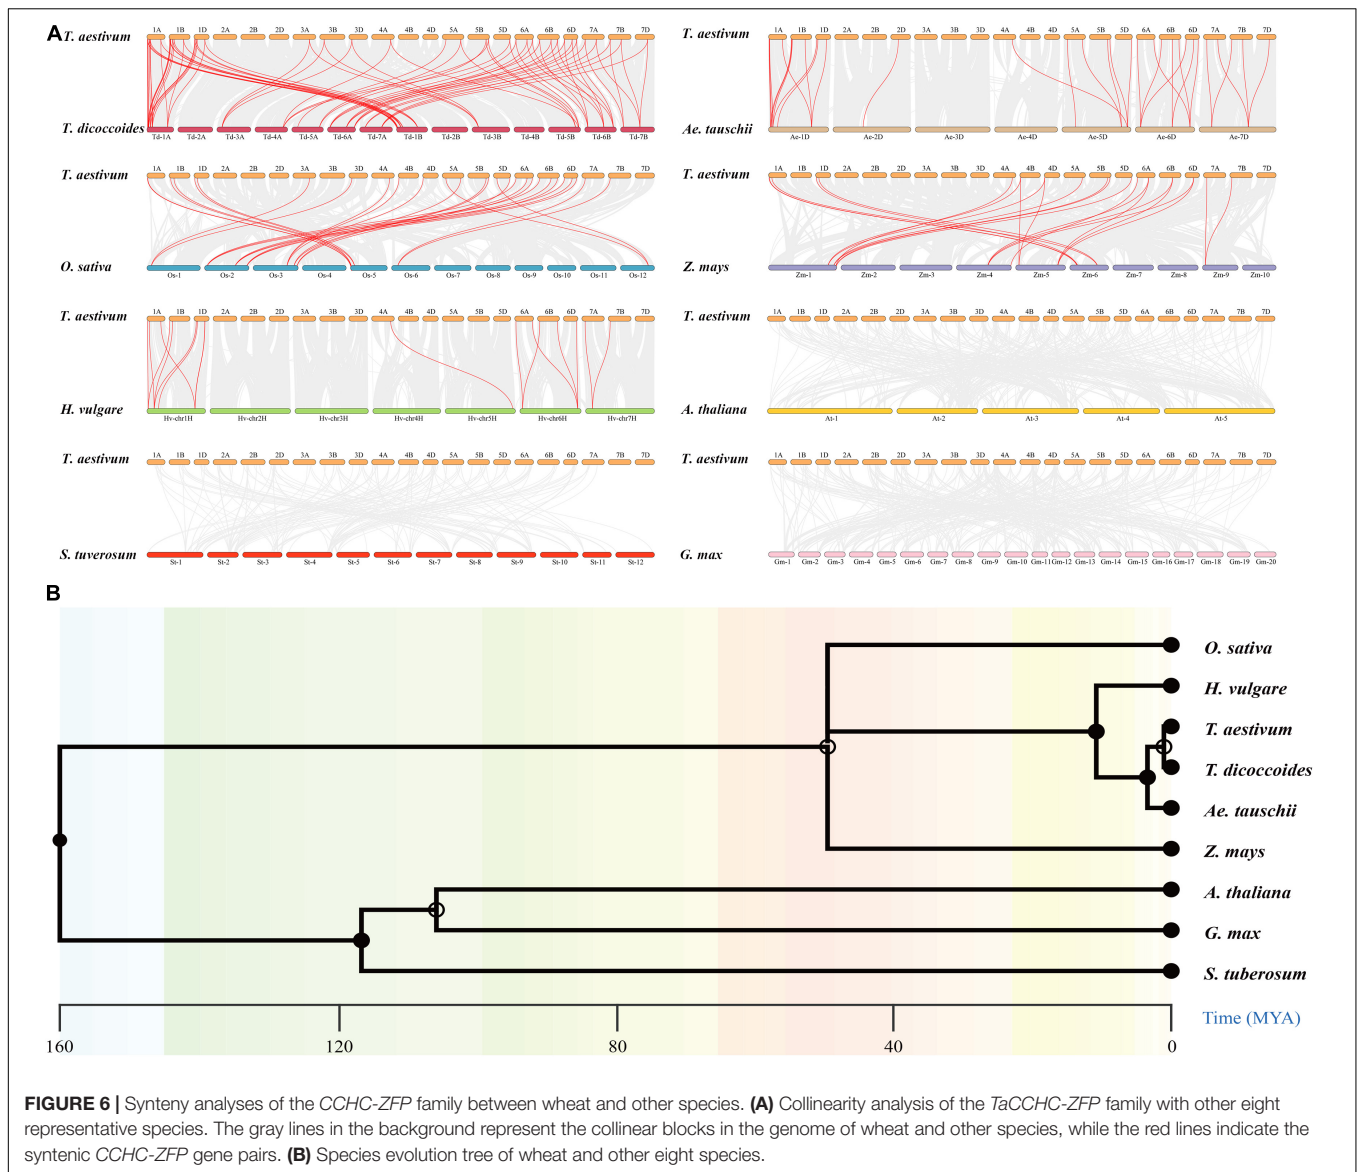 A
T. aestivum
1A 1B 1D 2A 2B 2D 3A 3B 3D 4A 4B 4D 5A 5B 5D 6A 6B 6D 7A 7B 7D
T. dicoccoides
Td-1A Td-2A Td-3A Td-4A Td-5A Td-6A Td-7A Td-1B Td-2B Td-3B Td-4B Td-5B Td-6B Td-7B
T. aestivum
1A 1B 1D 2A 2B 2D 3A 3B 3D 4A 4B 4D 5A 5B 5D 6A 6B 6D 7A 7B 7D
Ae. tauschii
Ae-1D Ae-2D Ae-3D Ae-4D Ae-5D Ae-6D Ae-7D
T. aestivum
1A 1B 1D 2A 2B 2D 3A 3B 3D 4A 4B 4D 5A 5B 5D 6A 6B 6D 7A 7B 7D
O. sativa
Os-1 Os-2 Os-3 Os-4 Os-5 Os-6 Os-7 Os-8 Os-9 Os-10 Os-11 Os-12
T. aestivum
1A 1B 1D 2A 2B 2D 3A 3B 3D 4A 4B 4D 5A 5B 5D 6A 6B 6D 7A 7B 7D
Z. mays
Zm-1 Zm-2 Zm-3 Zm-4 Zm-5 Zm-6 Zm-7 Zm-8 Zm-9 Zm-10
T. aestivum
1A 1B 1D 2A 2B 2D 3A 3B 3D 4A 4B 4D 5A 5B 5D 6A 6B 6D 7A 7B 7D
H. vulgare
Hv-chr1H Hv-chr2H Hv-chr3H Hv-chr4H Hv-chr5H Hv-chr6H Hv-chr7H
T. aestivum
1A 1B 1D 2A 2B 2D 3A 3B 3D 4A 4B 4D 5A 5B 5D 6A 6B 6D 7A 7B 7D
A. thaliana
At-1 At-2 At-3 At-4 At-5
T. aestivum
1A 1B 1D 2A 2B 2D 3A 3B 3D 4A 4B 4D 5A 5B 5D 6A 6B 6D 7A 7B 7D
S. tuverosum
St-1 St-2 St-3 St-4 St-5 St-6 St-7 St-8 St-9 St-10 St-11 St-12
T. aestivum
1A 1B 1D 2A 2B 2D 3A 3B 3D 4A 4B 4D 5A 5B 5D 6A 6B 6D 7A 7B 7D
G. max
Gm-1 Gm-2 Gm-3 Gm-4 Gm-5 Gm-6 Gm-7 Gm-8 Gm-9 Gm-10 Gm-11 Gm-12 Gm-13 Gm-14 Gm-15 Gm-16 Gm-17 Gm-18 Gm-19 Gm-20
B
O. sativa
H. vulgare
T. aestivum
T. dicoccoides
Ae. tauschii
Z. mays
A. thaliana
G. max
S. tuberosum
Time (MYA)
160 120 80 40 0
FIGURE 6 | Synteny analyses of the CCHC-ZFP family between wheat and other species. (A) Collinearity analysis of the TaCCHC-ZFP family with other eight
representative species. The gray lines in the background represent the collinear blocks in the genome of wheat and other species, while the red lines indicate the
syntenic CCHC-ZFP gene pairs. (B) Species evolution tree of wheat and other eight species.